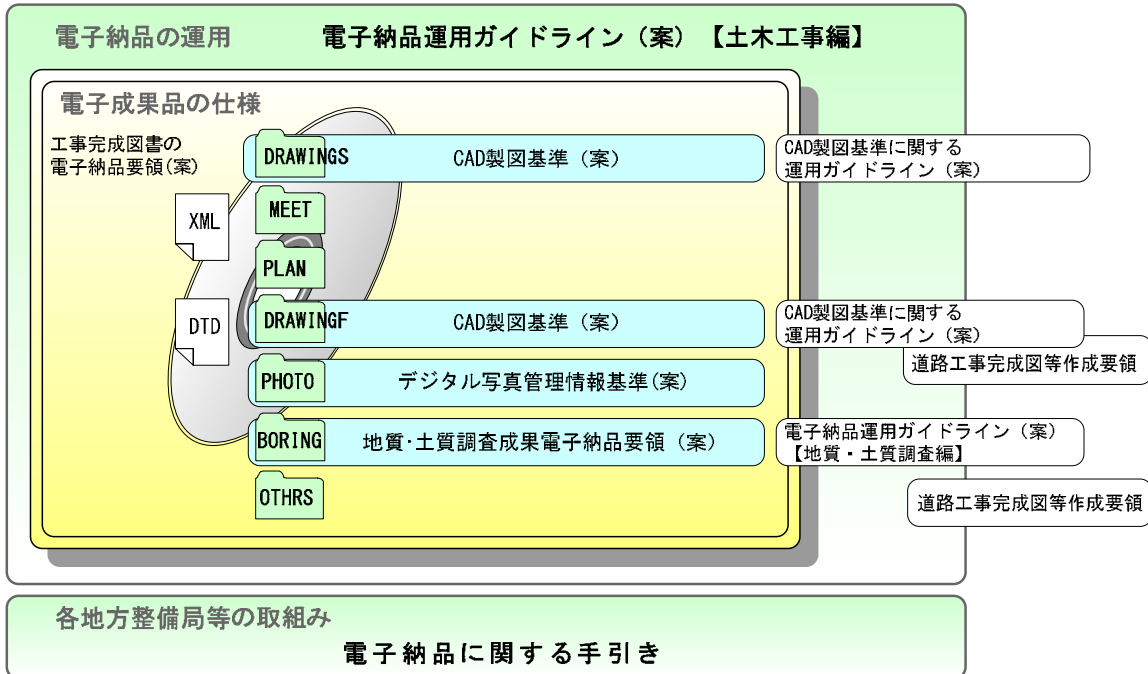 電子納品の運用 電子納品運用ガイドライン（案）【土木工事編】
電子成果品の仕様
工事完成図書の
電子納品要領(案)
DRAWINGS CAD製図基準（案）
CAD製図基準に関する
運用ガイドライン（案）
XML
MEET
PLAN
DTD
DRAWINGF CAD製図基準（案）
CAD製図基準に関する
運用ガイドライン（案）
道路工事完成図等作成要領
PHOTO デジタル写真管理情報基準(案)
BORING 地質･土質調査成果電子納品要領（案）
電子納品運用ガイドライン（案）
【地質・土質調査編】
OTHRS
道路工事完成図等作成要領
各地方整備局等の取組み
電子納品に関する手引き